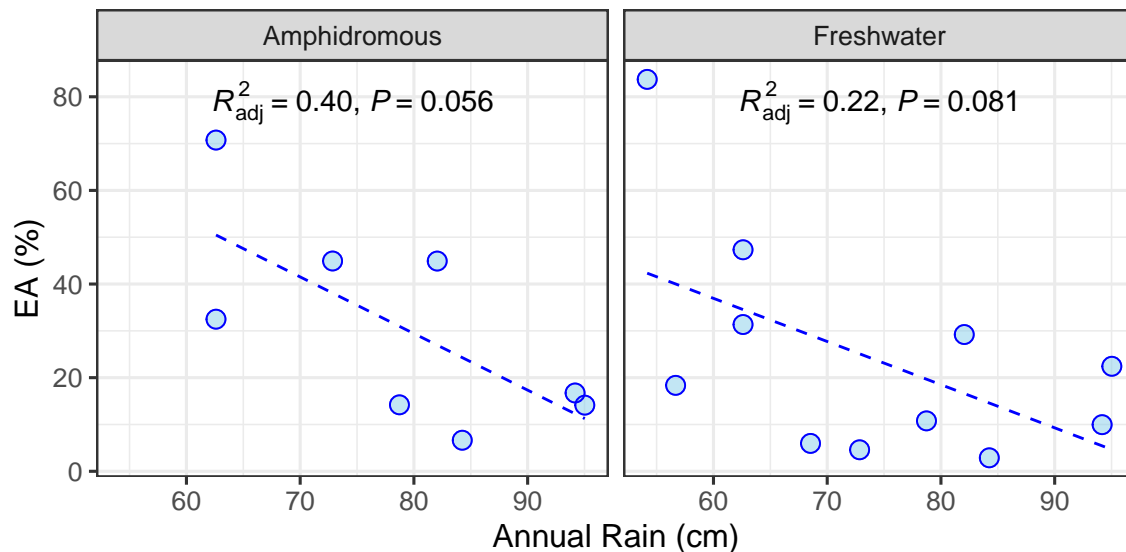 Amphidromous
Freshwater
R²adj = 0.40, P = 0.056
R²adj = 0.22, P = 0.081
80
60
40
20
0
EA (%)
60 70 80 90
60 70 80 90
Annual Rain (cm)